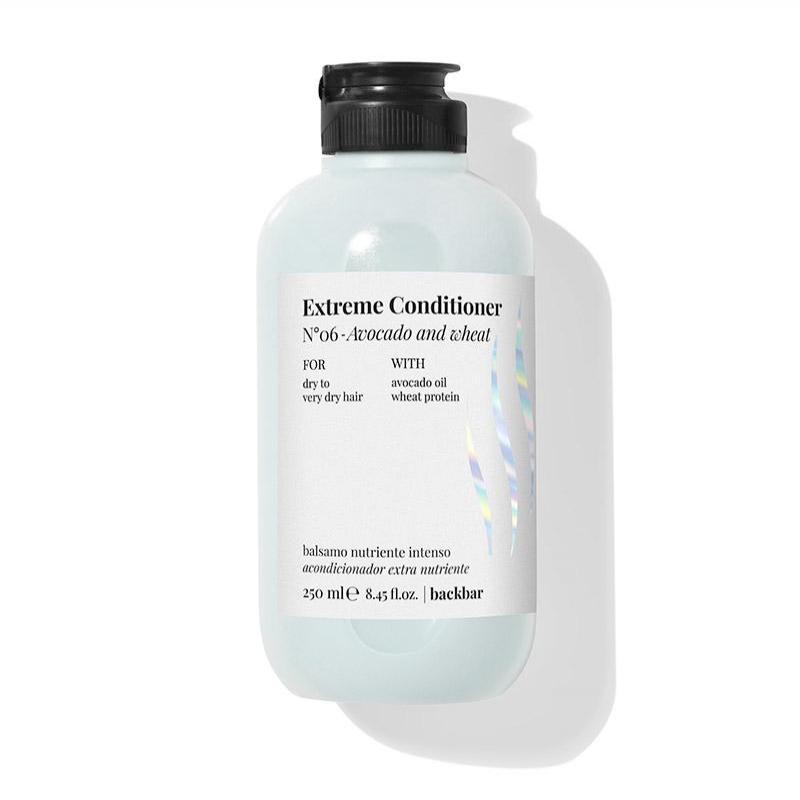 Extreme Conditioner
N°06 - Avocado and wheat
FOR
dry to
very dry hair
WITH
avocado oil
wheat protein
balsamo nutriente intenso
acondicionador extra nutriente
250 ml ℮ 8.45 fl.oz. | backbar